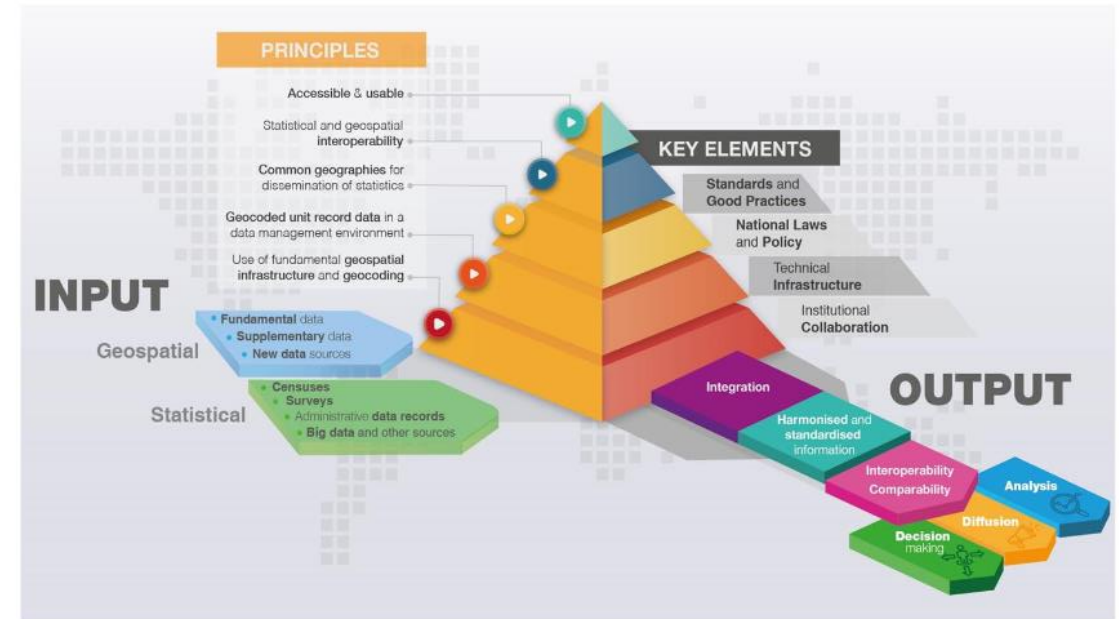 PRINCIPLES
Accessible & usable
Statistical and geospatial
interoperability
Common geographies for
dissemination of statistics
Geocoded unit record data in a
data management environment
Use of fundamental geospatial
infrastructure and geocoding
KEY ELEMENTS
Standards and
Good Practices
National Laws
and Policy
Technical
Infrastructure
Institutional
Collaboration
INPUT
Geospatial
• Fundamental data
• Supplementary data
• New data sources
Statistical
• Censuses
• Surveys
• Administrative data records
• Big data and other sources
OUTPUT
Integration
Harmonised and
standardised
information
Interoperability
Comparability
Analysis
Diffusion
Decision
making